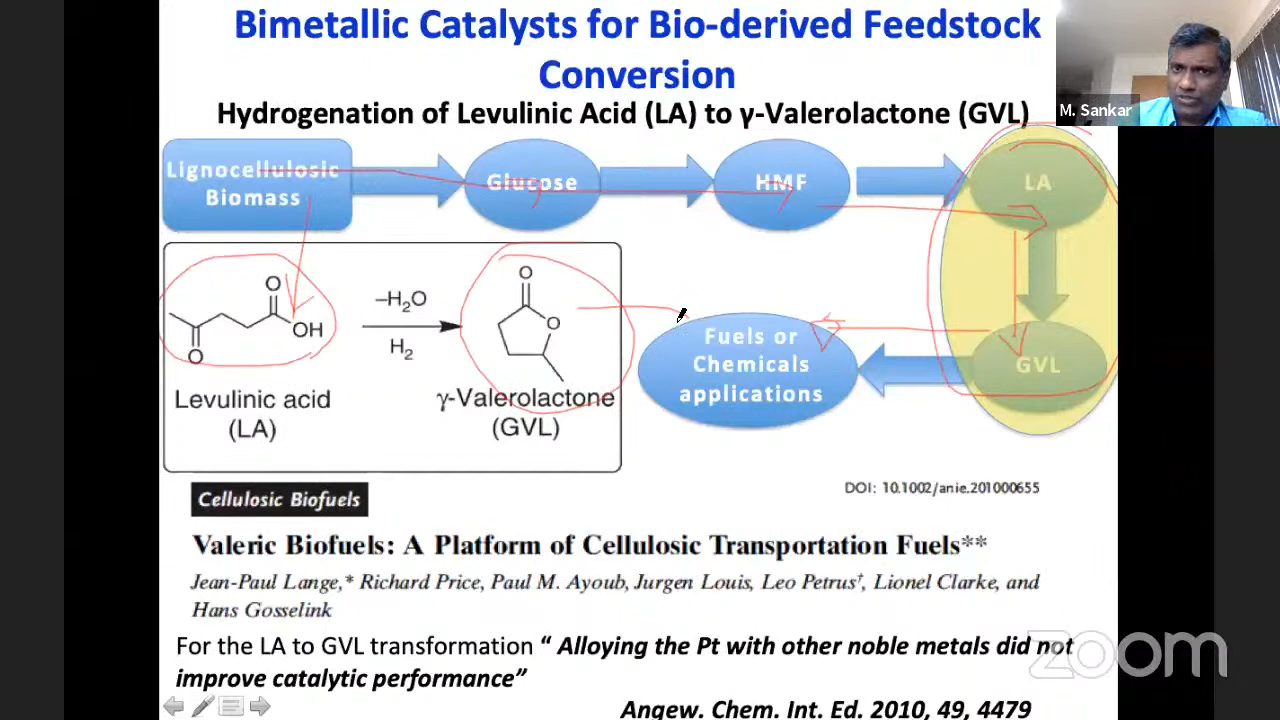 Bimetallic Catalysts for Bio-derived Feedstock
Conversion
Hydrogenation of Levulinic Acid (LA) to γ-Valerolactone (GVL)
M. Sankar
Lignocellulosic
Biomass
Glucose
HMF
LA
O
OH
O
–H₂O
H₂
O
O
Levulinic acid
(LA)
γ-Valerolactone
(GVL)
Fuels or
Chemicals
applications
GVL
Cellulosic Biofuels
DOI: 10.1002/anie.201000655
Valeric Biofuels: A Platform of Cellulosic Transportation Fuels**
Jean-Paul Lange,* Richard Price, Paul M. Ayoub, Jurgen Louis, Leo Petrus†, Lionel Clarke, and
Hans Gosselink
For the LA to GVL transformation “ Alloying the Pt with other noble metals did not
improve catalytic performance”
zoom
Angew. Chem. Int. Ed. 2010, 49, 4479